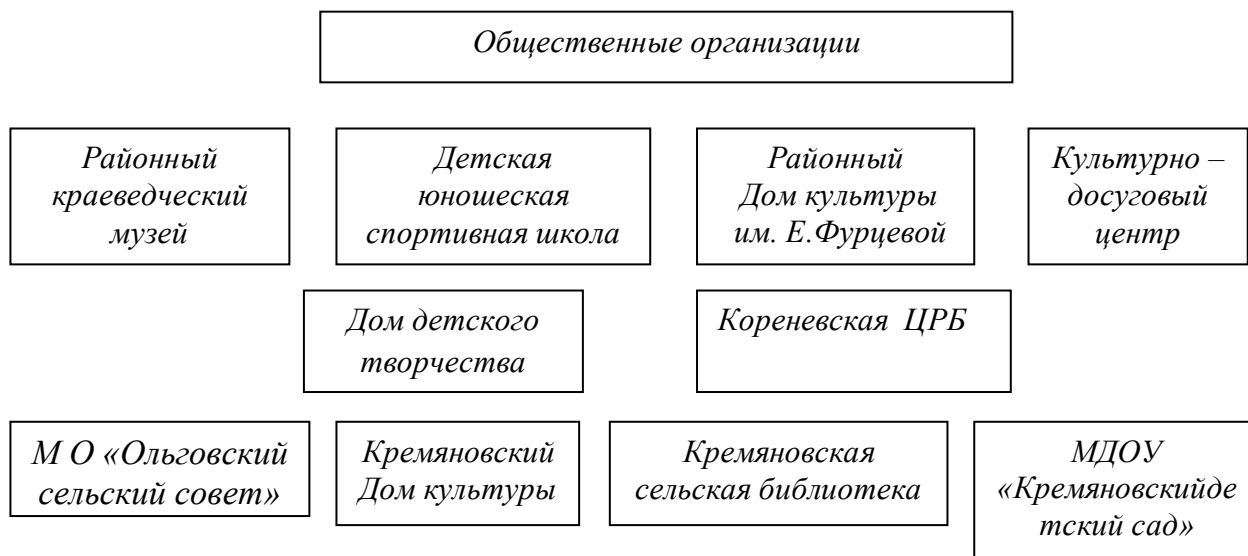 Общественные организации
Районный
краеведческий
музей
Детская
юношеская
спортивная школа
Районный
Дом культуры
им. Е.Фурцевой
Культурно –
досуговый
центр
Дом детского
творчества
Кореневская ЦРБ
М О «Ольговский
сельский совет»
Кремяновский
Дом культуры
Кремяновская
сельская библиотека
МДОУ
«Кремяновскийде
тский сад»